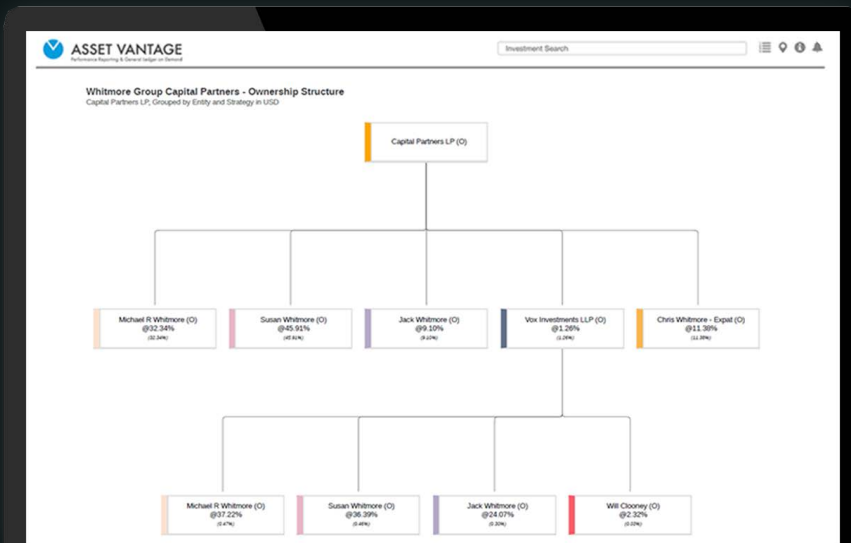 ASSET VANTAGE
Performance Reporting & General Ledger on Demand
Investment Search
Whitmore Group Capital Partners - Ownership Structure
Capital Partners LP, Grouped by Entity and Strategy in USD
Capital Partners LP (O)
Michael R Whitmore (O)
@32.34%
(32.34%)
Susan Whitmore (O)
@45.91%
(45.91%)
Jack Whitmore (O)
@9.10%
(9.10%)
Vox Investments LLP (O)
@1.26%
(1.26%)
Chris Whitmore - Expat (O)
@11.38%
(11.38%)
Michael R Whitmore (O)
@37.22%
(0.47%)
Susan Whitmore (O)
@36.39%
(0.46%)
Jack Whitmore (O)
@24.07%
(0.30%)
Will Clooney (O)
@2.32%
(0.03%)